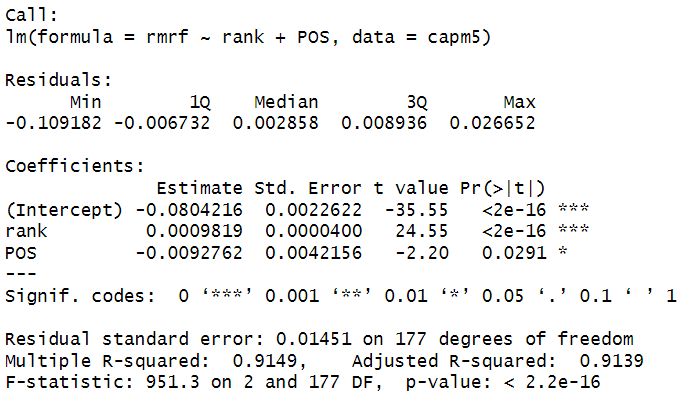 Call:
lm(formula = rmrf ~ rank + POS, data = capm5)

Residuals:
      Min        1Q    Median        3Q       Max
-0.109182 -0.006732  0.002858  0.008936  0.026652

Coefficients:
              Estimate Std. Error t value Pr(>|t|)
(Intercept) -0.0804216  0.0022622  -35.55   <2e-16 ***
rank         0.0009819  0.0000400   24.55   <2e-16 ***
POS         -0.0092762  0.0042156   -2.20   0.0291 *
---
Signif. codes:  0 ‘***’ 0.001 ‘**’ 0.01 ‘*’ 0.05 ‘.’ 0.1 ‘ ’ 1

Residual standard error: 0.01451 on 177 degrees of freedom
Multiple R-squared:  0.9149,    Adjusted R-squared:  0.9139
F-statistic: 951.3 on 2 and 177 DF,  p-value: < 2.2e-16